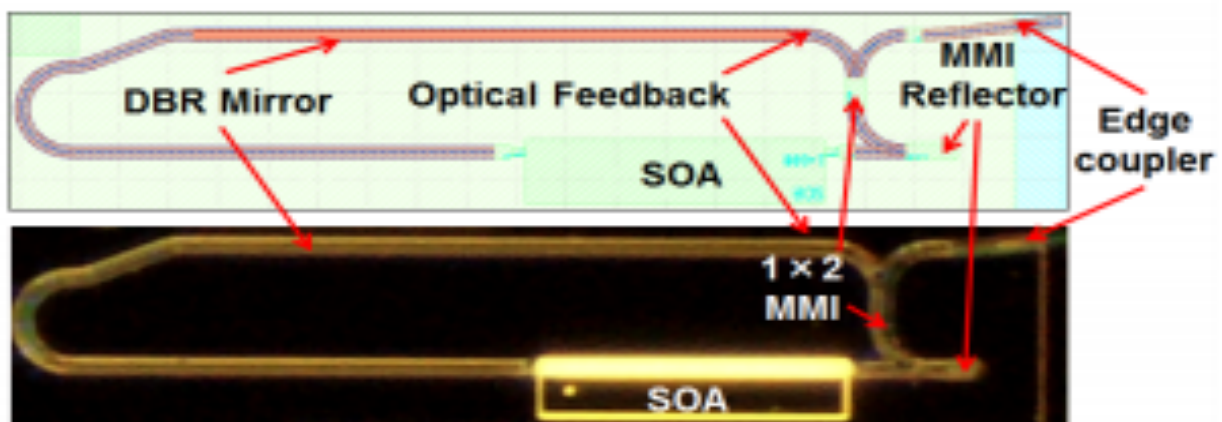 MMI
Reflector
DBR Mirror
Optical Feedback
Edge
coupler
SOA
1 × 2
MMI
SOA